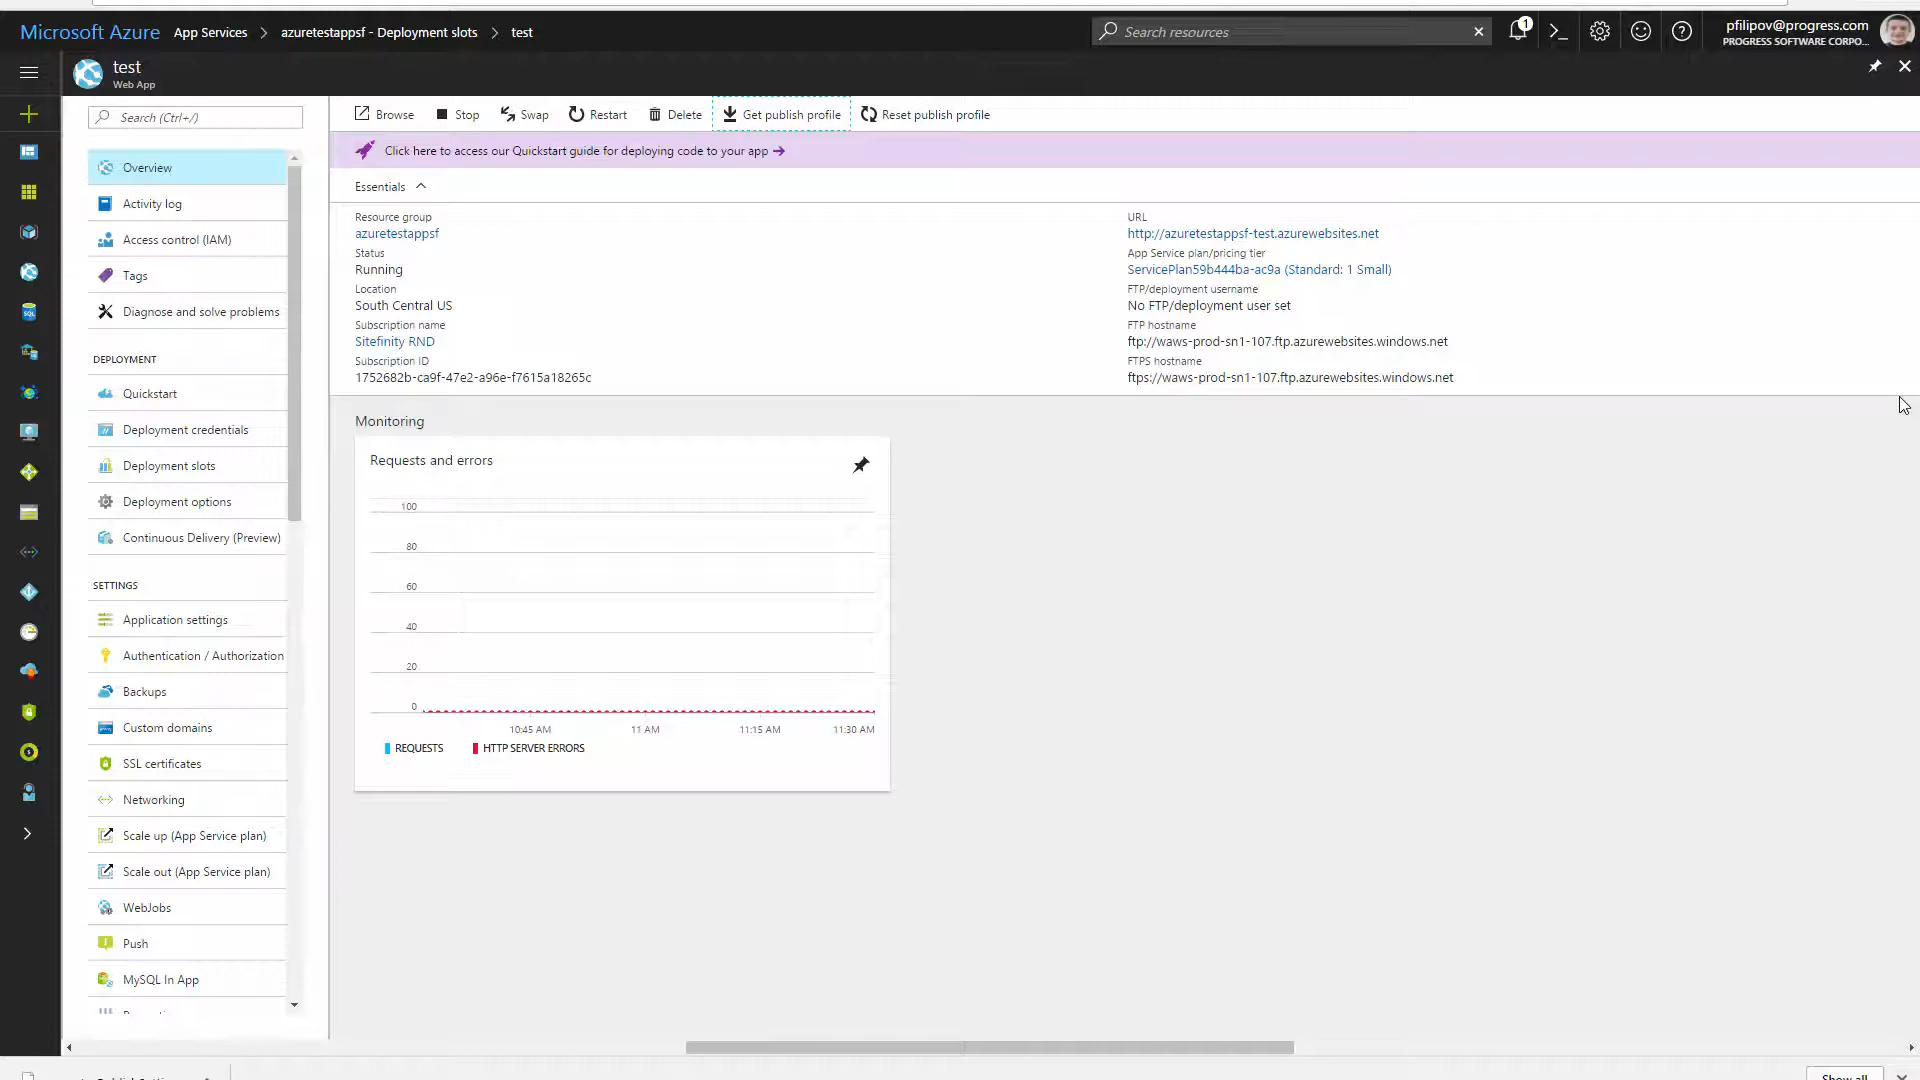 Microsoft Azure App Services > azuretestappsf - Deployment slots > test
Search resources
1
pfilipov@progress.com
PROGRESS SOFTWARE CORPO...
test
Web App
Search (Ctrl+/)
Overview
Activity log
Access control (IAM)
Tags
Diagnose and solve problems
DEPLOYMENT
Quickstart
Deployment credentials
Deployment slots
Deployment options
Continuous Delivery (Preview)
SETTINGS
Application settings
Authentication / Authorization
Backups
Custom domains
SSL certificates
Networking
Scale up (App Service plan)
Scale out (App Service plan)
WebJobs
Push
MySQL In App
Browse Stop Swap Restart Delete Get publish profile Reset publish profile
Click here to access our Quickstart guide for deploying code to your app →
Essentials
Resource group
azuretestappsf
Status
Running
Location
South Central US
Subscription name
Sitefinity RND
Subscription ID
1752682b-ca9f-47e2-a96e-f7615a18265c
URL
http://azuretestappsf-test.azurewebsites.net
App Service plan/pricing tier
ServicePlan59b444ba-ac9a (Standard: 1 Small)
FTP/deployment username
No FTP/deployment user set
FTP hostname
ftp://waws-prod-sn1-107.ftp.azurewebsites.windows.net
FTPS hostname
ftps://waws-prod-sn1-107.ftp.azurewebsites.windows.net
Monitoring
Requests and errors
100
80
60
40
20
0
10:45 AM 11 AM 11:15 AM 11:30 AM
REQUESTS HTTP SERVER ERRORS
Show all